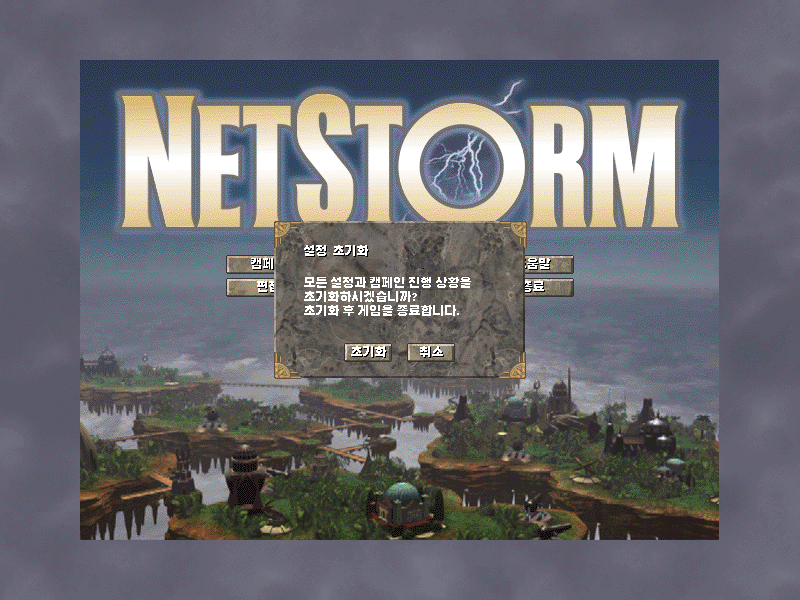 NETSTORM
설정 초기화
모든 설정과 캠페인 진행 상황을
초기화하시겠습니까?
초기화 후 게임을 종료합니다.
초기화 취소